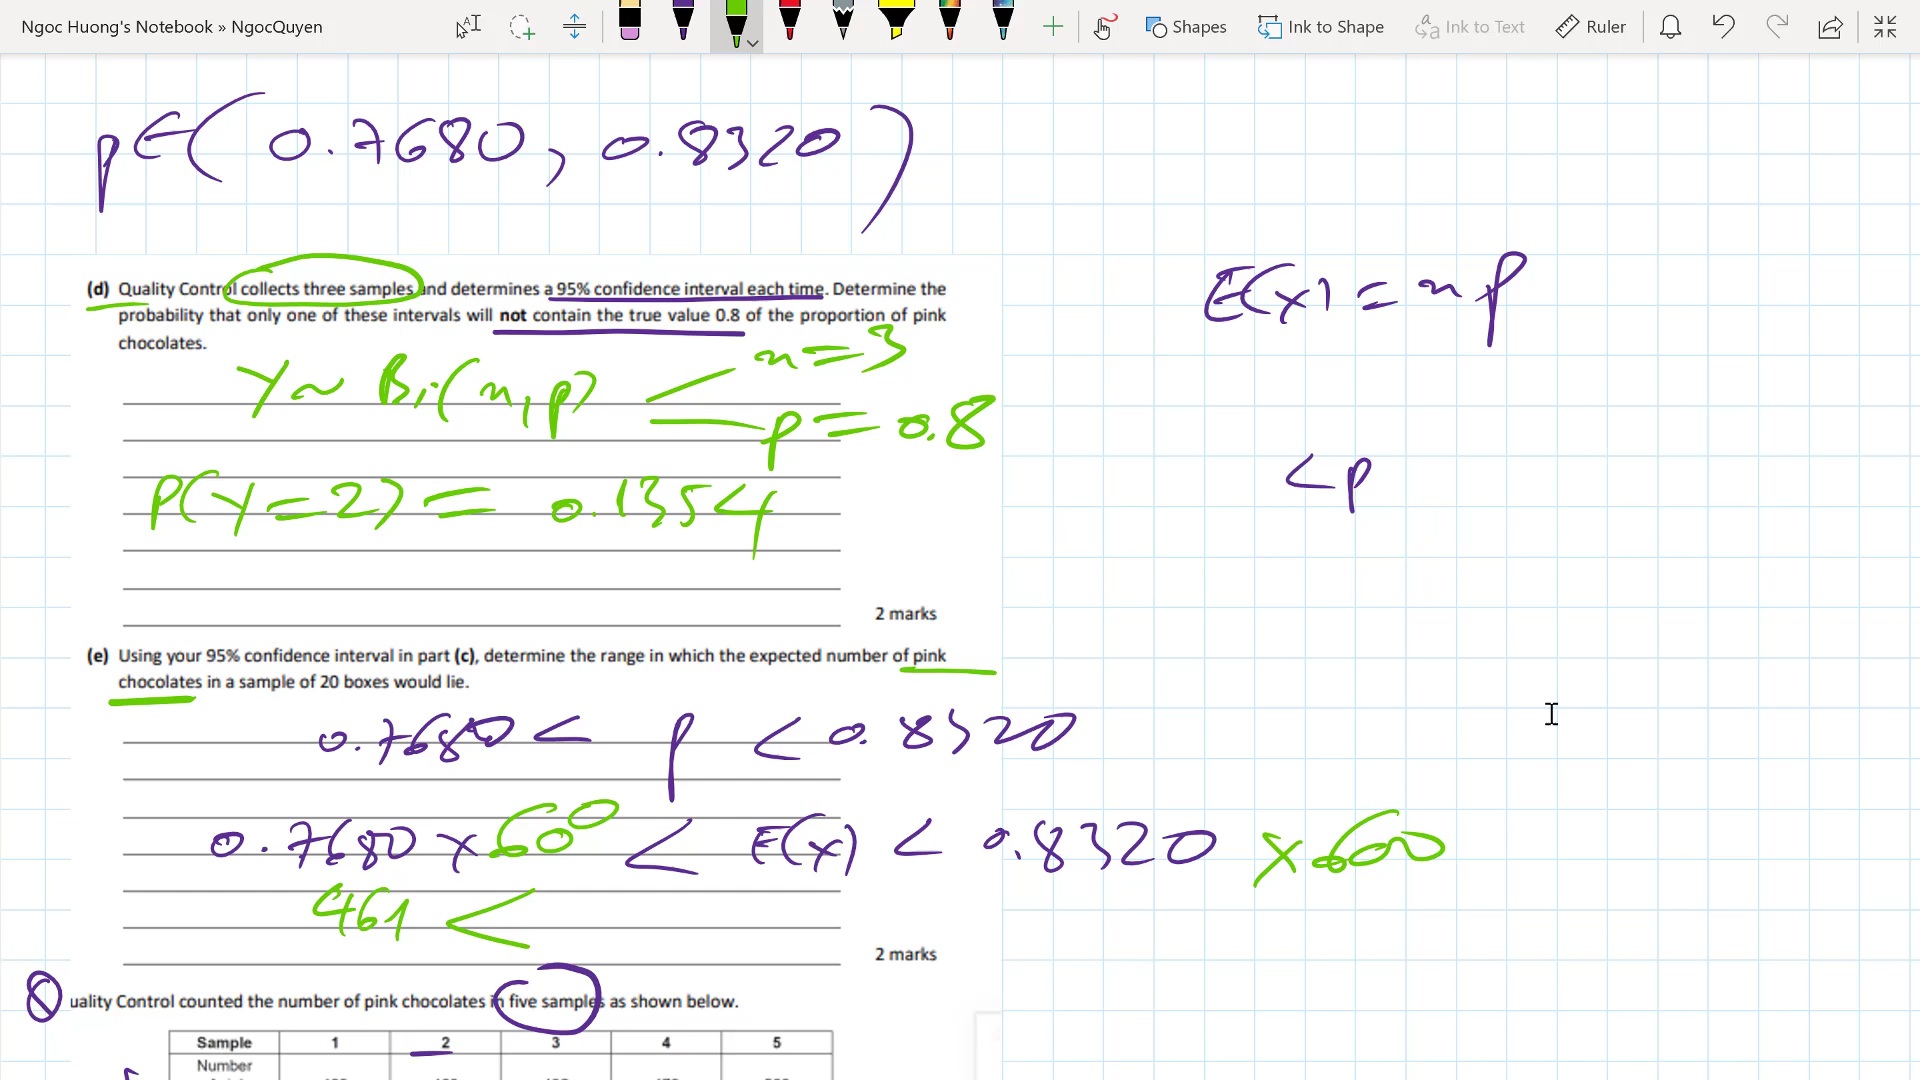 Ngoc Huong's Notebook » NgocQuyen
Shapes
Ink to Shape
Ink to Text
Ruler
p∈(0.7680, 0.8320)
(d) Quality Control collects three samples and determines a 95% confidence interval each time. Determine the
probability that only one of these intervals will not contain the true value 0.8 of the proportion of pink
chocolates.
Y ~ Bi(n, p)
n = 3
p = 0.8
P(Y = 2) = 0.1354
2 marks
E(x) = n p
< p
(e) Using your 95% confidence interval in part (c), determine the range in which the expected number of pink
chocolates in a sample of 20 boxes would lie.
0.7680 < p < 0.8320
0.7680 x 600 < E(x) < 0.8320 x 600
461 <
2 marks
Quality Control counted the number of pink chocolates in five samples as shown below.
Sample 1 2 3 4 5
Number